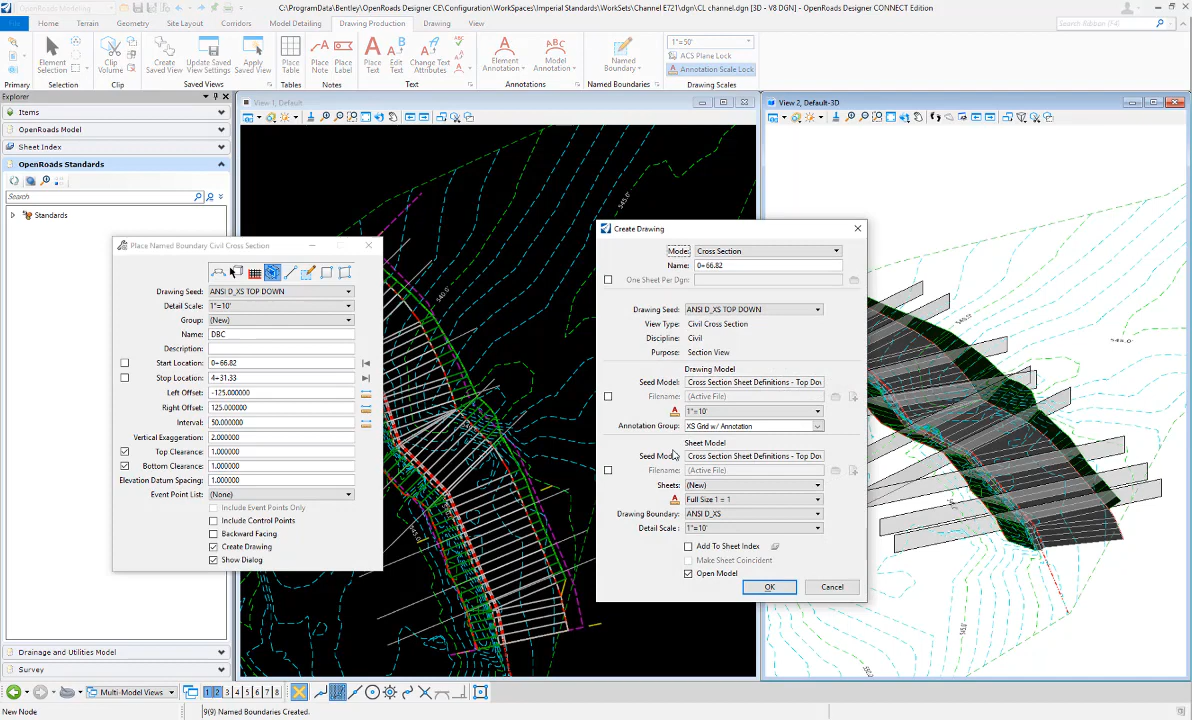 OpenRoads Modeling
C:\ProgramData\Bentley\OpenRoads Designer CE\Configuration\WorkSpaces\Imperial Standards\WorkSets\Channel E721\dgn\CL channel.dgn [3D - V8 DGN] - OpenRoads Designer CONNECT Edition
File Home Terrain Geometry Site Layout Corridors Model Detailing Drawing Production Drawing View
Search Ribbon (F4)
Element Selection
Clip Volume
Create Saved View
Update Saved View Settings
Apply Saved View
Place Table
Place Note
Place Label
Place Text
Edit Text
Change Text Attributes
Element Annotation
Model Annotation
Named Boundary
1"=50'
ACS Plane Lock
Annotation Scale Lock
Primary Selection Clip Saved Views Tables Notes Text Annotations Named Boundaries Drawing Scales
Explorer
Items
OpenRoads Model
Sheet Index
OpenRoads Standards
Search
Standards
Drainage and Utilities Model
Survey
View 1, Default
View 2, Default-3D
Place Named Boundary Civil Cross Section
Drawing Seed: ANSI D_XS TOP DOWN
Detail Scale: 1"=10'
Group: (New)
Name: DBC
Description:
Start Location: 0+66.82
Stop Location: 4+31.33
Left Offset: -125.000000
Right Offset: 125.000000
Interval: 50.000000
Vertical Exaggeration: 2.000000
Top Clearance: 1.000000
Bottom Clearance: 1.000000
Elevation Datum Spacing: 1.000000
Event Point List: (None)
Include Event Points Only
Include Control Points
Backward Facing
Create Drawing
Show Dialog
Create Drawing
Mode: Cross Section
Name: 0+66.82
One Sheet Per Dgn:
Drawing Seed: ANSI D_XS TOP DOWN
View Type: Civil Cross Section
Discipline: Civil
Purpose: Section View
Drawing Model
Seed Model: Cross Section Sheet Definitions - Top Dov
Filename: (Active File)
1"=10'
Annotation Group: XS Grid w/ Annotation
Sheet Model
Seed Model: Cross Section Sheet Definitions - Top Dov
Filename: (Active File)
Sheets: (New)
Full Size 1 = 1
Drawing Boundary: ANSI D_XS
Detail Scale : 1"=10'
Add To Sheet Index
Make Sheet Coincident
Open Model
OK Cancel
545.0'
540.0'
Multi-Model Views 1 2 3 4 5 6 7 8
New Node
9(9) Named Boundaries Created.